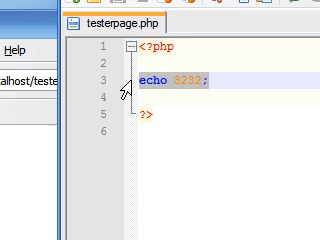 testerpage.php
Help
alhost/teste
1 <?php
2
3 echo 3232;
4
5 ?>
6